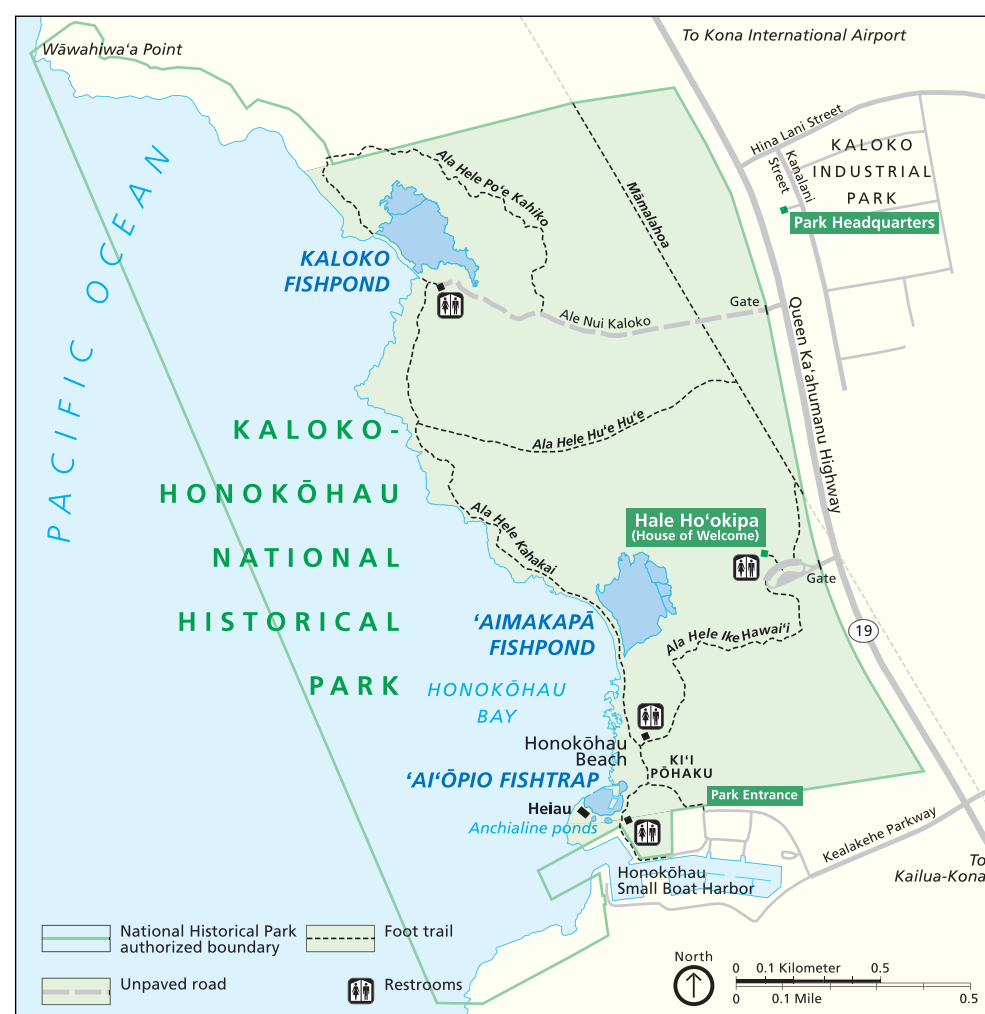 To Kona International Airport
Wāwahiwaʻa Point
Hina Lani Street
KALOKO
INDUSTRIAL
PARK
Kanalani
Street
Park Headquarters
PACIFIC OCEAN
Ala Hele Poʻe Kahiko
Māmalahoa
KALOKO
FISHPOND
Gate
Ale Nui Kaloko
Queen Kaʻahumanu Highway
KALOKO-
HONOKŌHAU
NATIONAL
HISTORICAL
PARK
Ala Hele Huʻe Huʻe
Ala Hele Kahakai
Hale Hoʻokipa
(House of Welcome)
Gate
19
ʻAIMAKAPĀ
FISHPOND
Ala Hele Ike Hawaiʻi
HONOKŌHAU
BAY
Honokōhau
Beach
KIʻI
PŌHAKU
ʻAIʻŌPIO FISHTRAP
Park Entrance
Heiau
Anchialine ponds
Kealakehe Parkway
To
Kailua-Kona
Honokōhau
Small Boat Harbor
National Historical Park
authorized boundary
Foot trail
Unpaved road
Restrooms
North
0 0.1 Kilometer 0.5
0 0.1 Mile 0.5